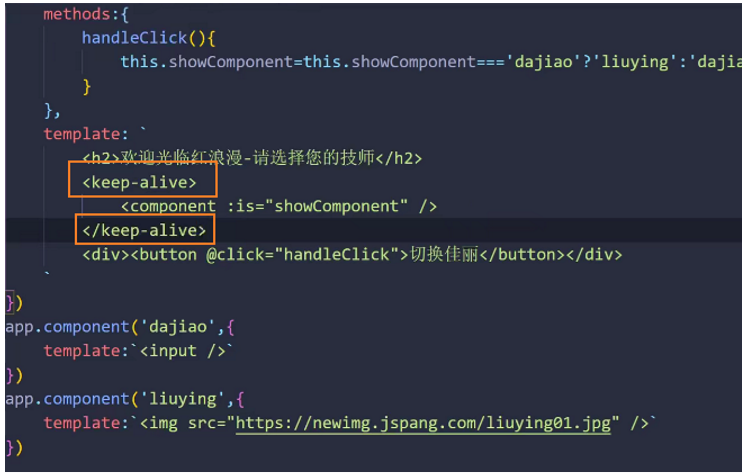 methods:{
handleClick(){
this.showComponent=this.showComponent==='dajiao'?'liuying':'dajia
}
},
template: `
<h2>欢迎光临红浪漫-请选择您的技师</h2>
<keep-alive>
<component :is="showComponent" />
</keep-alive>
<div><button @click="handleClick">切换佳丽</button></div>
`
})
app.component('dajiao',{
template:`<input />`
})
app.component('liuying',{
template:`<img src="https://newimg.jspang.com/liuying01.jpg" />`
})